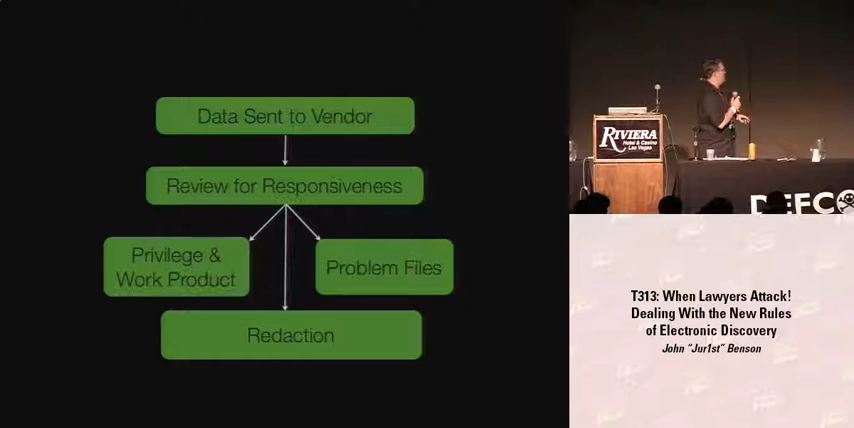 Data Sent to Vendor
Review for Responsiveness
Privilege &
Work Product
Problem Files
Redaction
RIVIERA
Hotel & Casino
Las Vegas
DEFCO
T313: When Lawyers Attack!
Dealing With the New Rules
of Electronic Discovery
John "Jur1st" Benson